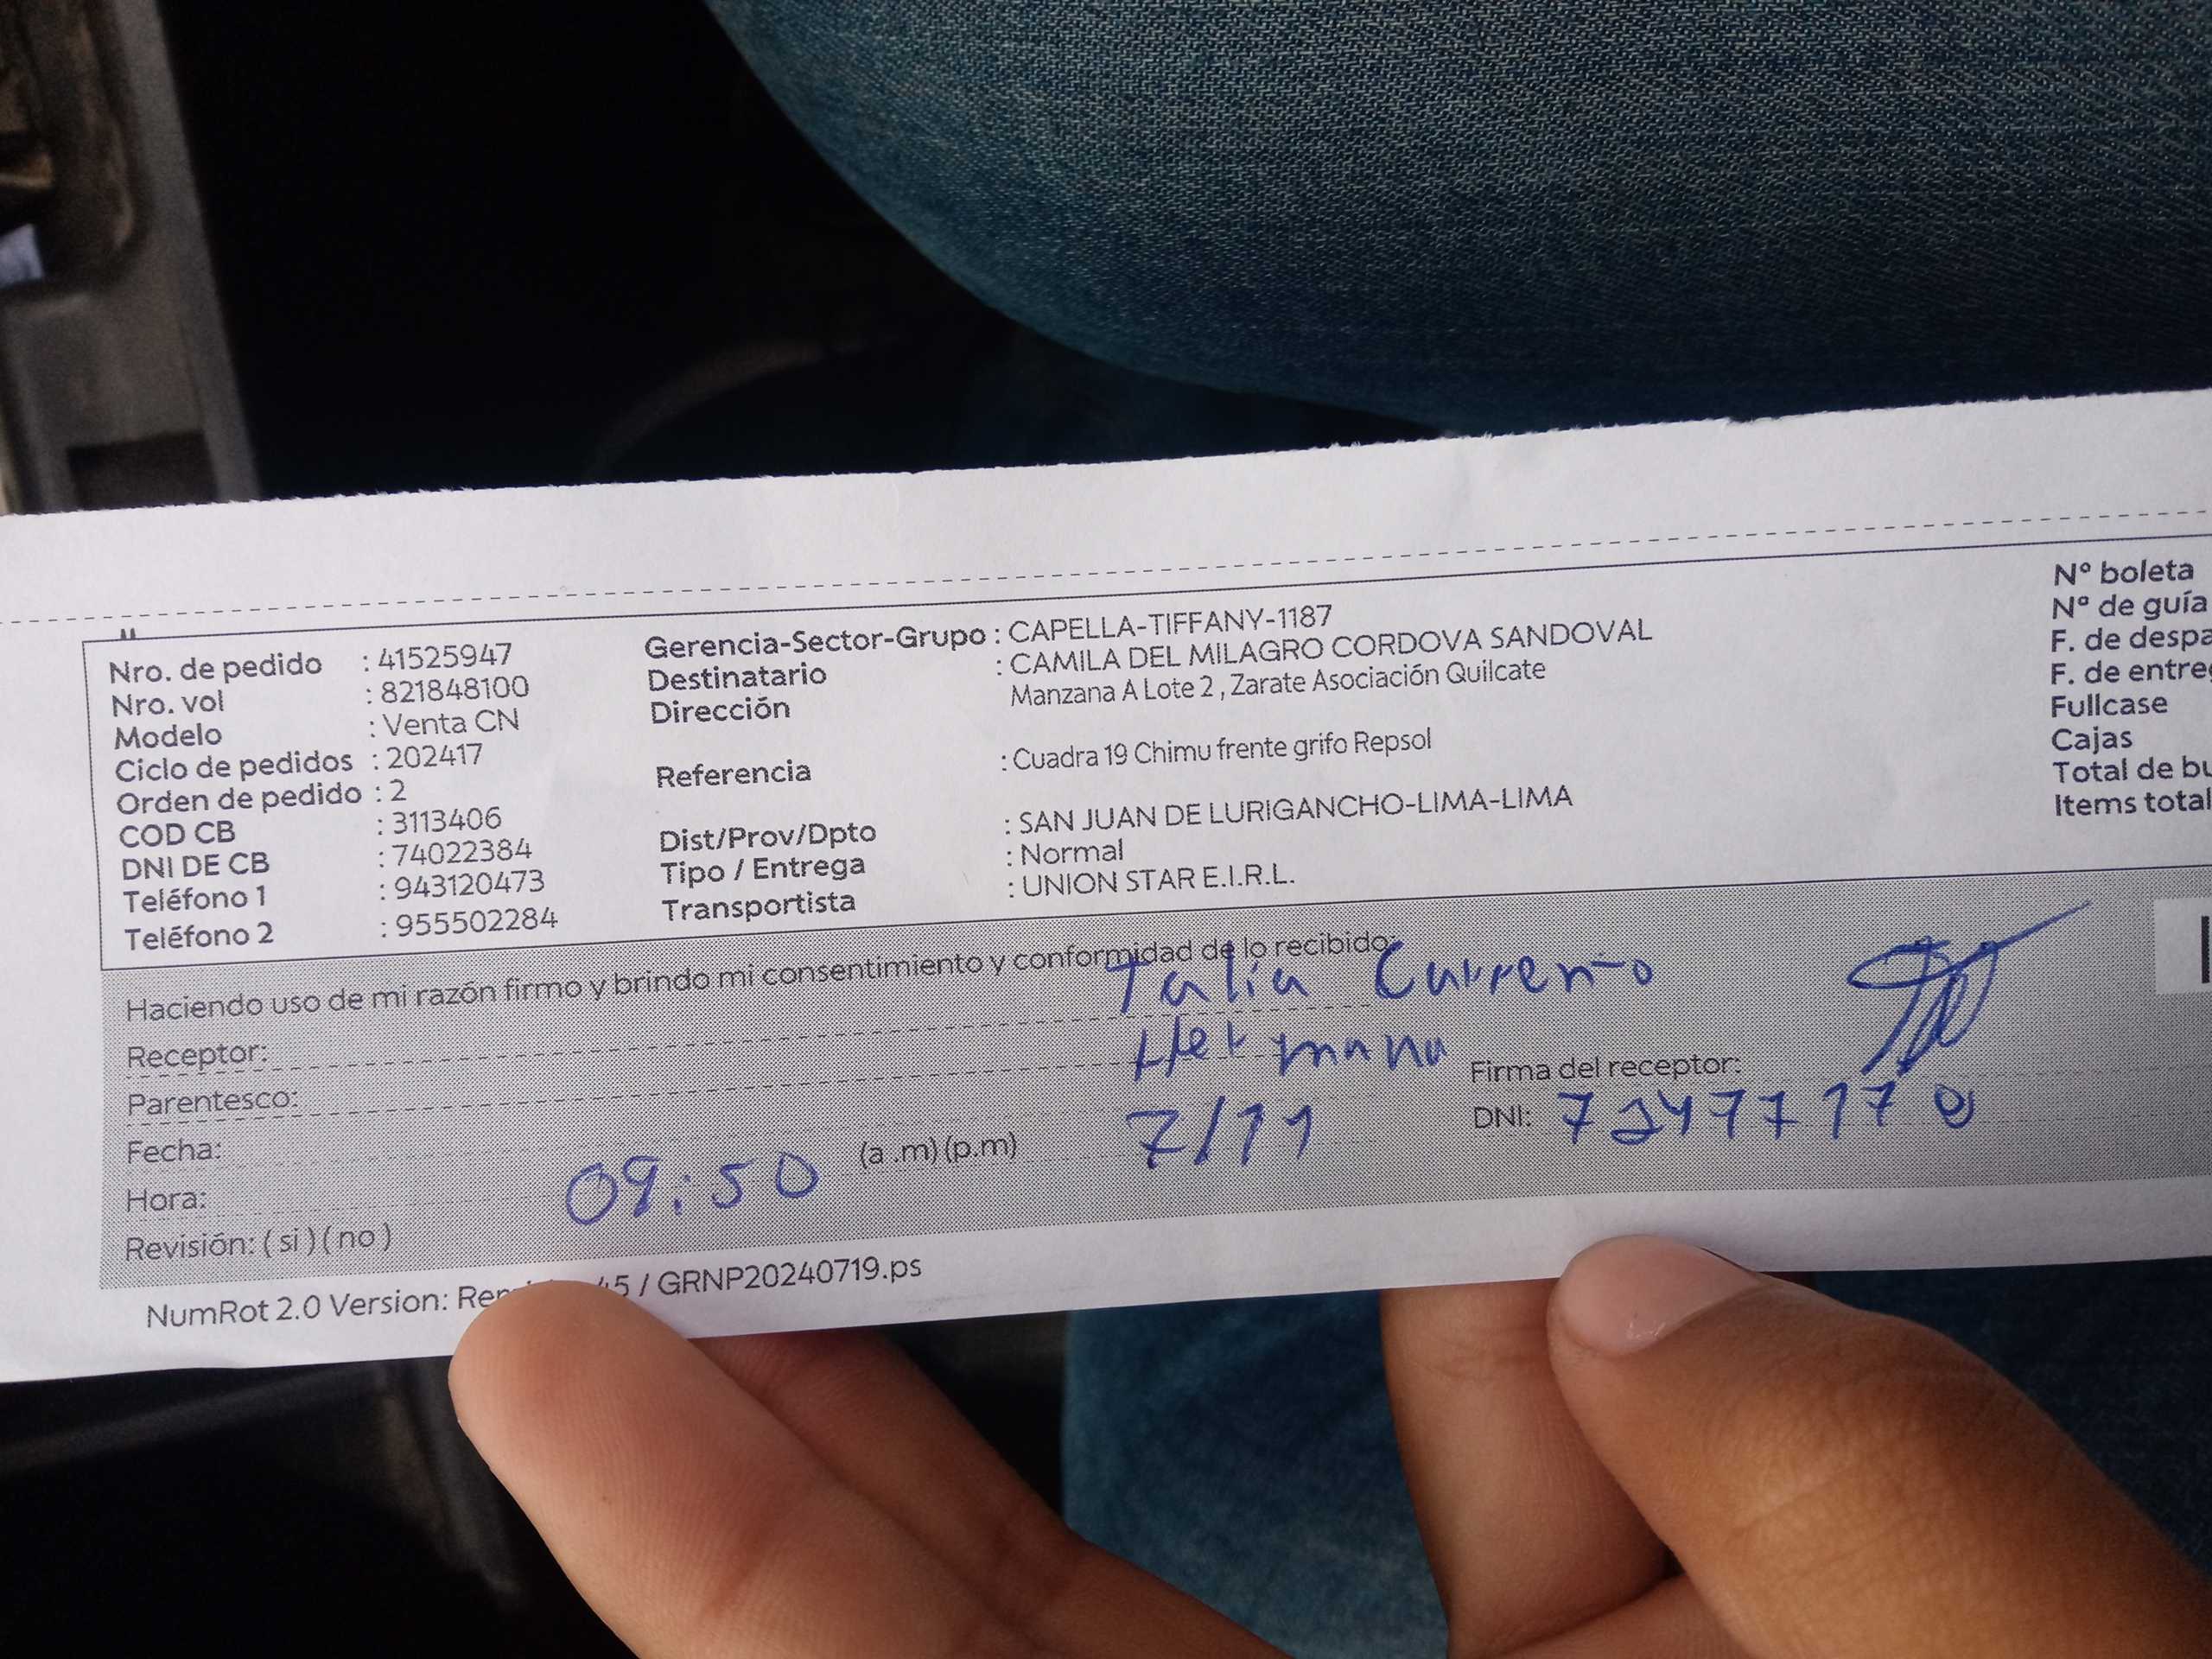 Nro. de pedido : 41525947
Nro. vol : 821848100
Modelo : Venta CN
Ciclo de pedidos : 202417
Orden de pedido : 2
COD CB : 3113406
DNI DE CB : 74022384
Teléfono 1 : 943120473
Teléfono 2 : 955502284
Gerencia-Sector-Grupo : CAPELLA-TIFFANY-1187
Destinatario : CAMILA DEL MILAGRO CORDOVA SANDOVAL
Dirección Manzana A Lote 2 , Zarate Asociación Quilcate
Referencia : Cuadra 19 Chimu frente grifo Repsol
Dist/Prov/Dpto : SAN JUAN DE LURIGANCHO-LIMA-LIMA
Tipo / Entrega : Normal
Transportista : UNION STAR E.I.R.L.
N° boleta
N° de guía
F. de despa
F. de entreg
Fullcase
Cajas
Total de bu
Items total
Haciendo uso de mi razón firmo y brindo mi consentimiento y conformidad de lo recibido:
Receptor: Talia
Parentesco: Hermana
Firma del receptor:
Fecha: 7/11
DNI:
Hora: 09:50 (a .m) (p.m)
Revisión: ( si ) ( no )
NumRot 2.0 Version: 45 / GRNP20240719.ps